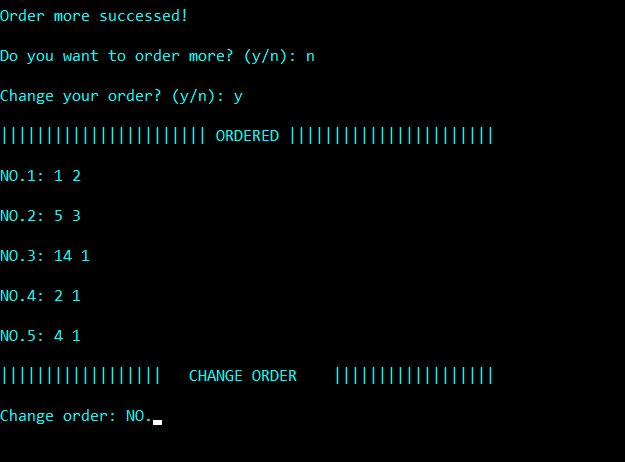 Order more successed!
Do you want to order more? (y/n): n
Change your order? (y/n): y
||||||||||||||||||||||| ORDERED |||||||||||||||||||||||
NO.1: 1 2
NO.2: 5 3
NO.3: 14 1
NO.4: 2 1
NO.5: 4 1
||||||||||||||||||   CHANGE ORDER    ||||||||||||||||||
Change order: NO.